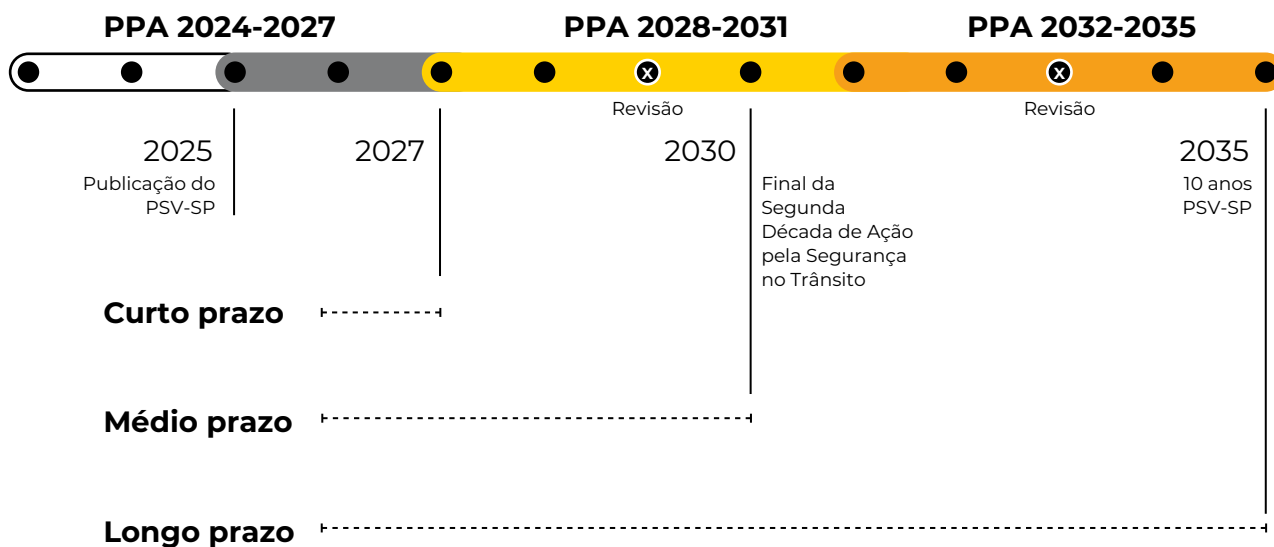 PPA 2024-2027
PPA 2028-2031
PPA 2032-2035
x
x
Revisão
Revisão
2025
Publicação do
PSV-SP
2027
2030
Final da
Segunda
Década de Ação
pela Segurança
no Trânsito
2035
10 anos
PSV-SP
Curto prazo
Médio prazo
Longo prazo